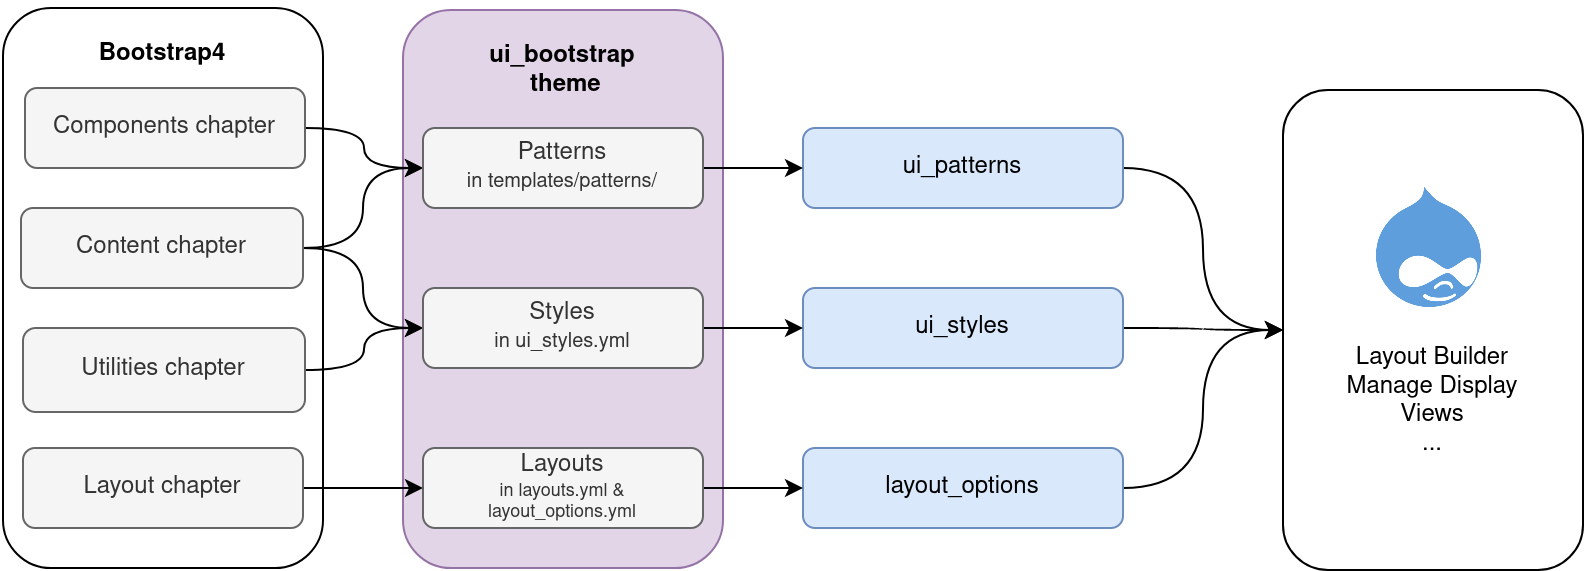 Bootstrap4
Components chapter
Content chapter
Utilities chapter
Layout chapter
ui_bootstrap
theme
Patterns
in templates/patterns/
Styles
in ui_styles.yml
Layouts
in layouts.yml &
layout_options.yml
ui_patterns
ui_styles
layout_options
Layout Builder
Manage Display
Views
...